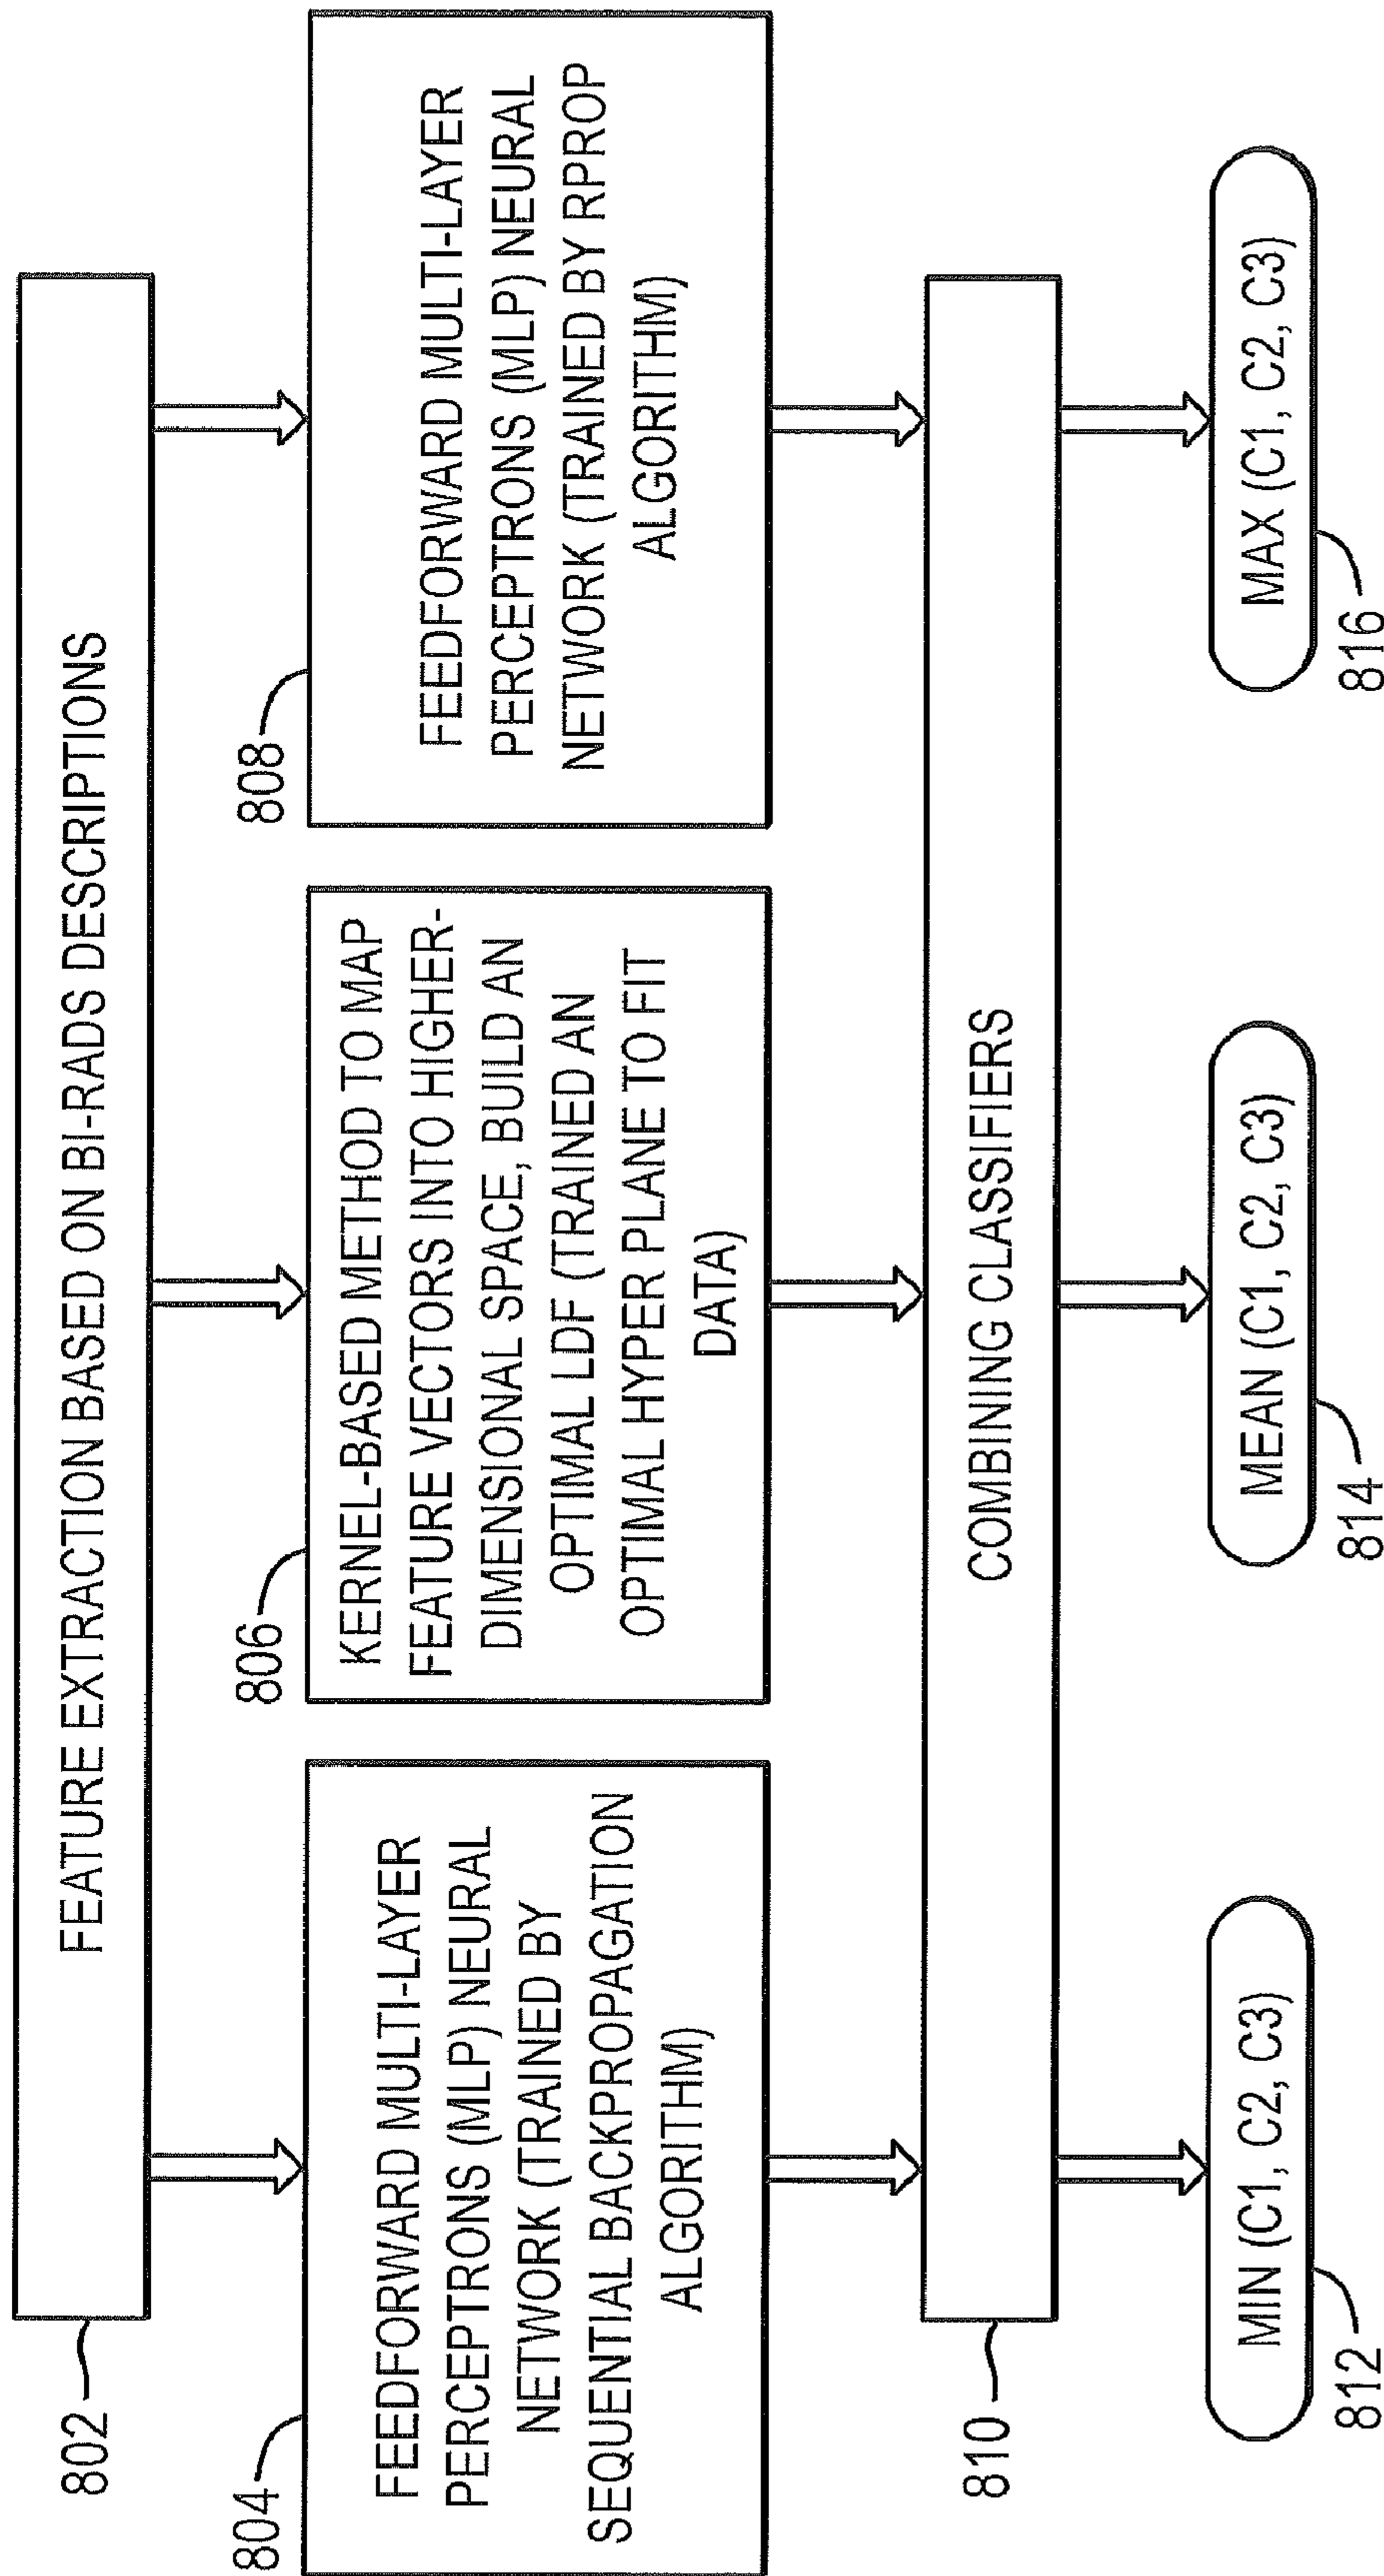 802
FEATURE EXTRACTION BASED ON BI-RADS DESCRIPTIONS
804
FEEDFORWARD MULTI-LAYER
PERCEPTRONS (MLP) NEURAL
NETWORK (TRAINED BY
SEQUENTIAL BACKPROPAGATION
ALGORITHM)
806
KERNEL-BASED METHOD TO MAP
FEATURE VECTORS INTO HIGHER-
DIMENSIONAL SPACE, BUILD AN
OPTIMAL LDF (TRAINED AN
OPTIMAL HYPER PLANE TO FIT
DATA)
808
FEEDFORWARD MULTI-LAYER
PERCEPTRONS (MLP) NEURAL
NETWORK (TRAINED BY RPROP
ALGORITHM)
810
COMBINING CLASSIFIERS
MIN (C1, C2, C3)
812
MEAN (C1, C2, C3)
814
MAX (C1, C2, C3)
816